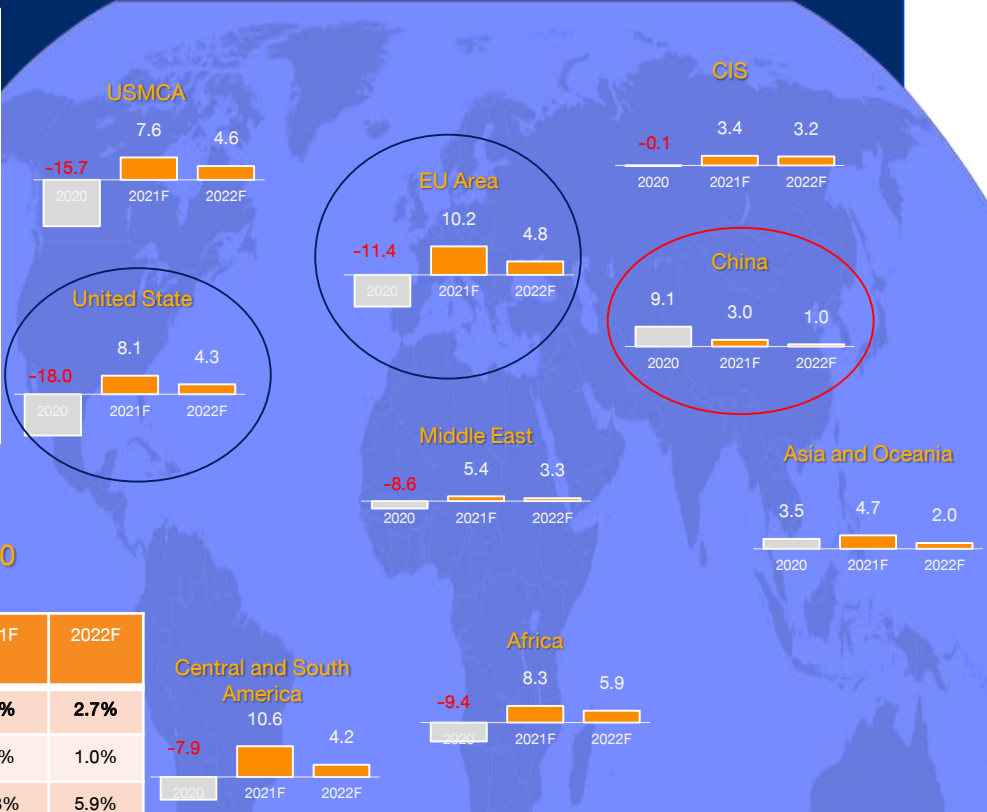 USMCA
7.6
4.6
-15.7
2020
2021F
2022F
CIS
3.4
3.2
-0.1
2020
2021F
2022F
EU Area
10.2
4.8
-11.4
2020
2021F
2022F
China
9.1
3.0
1.0
2020
2021F
2022F
United State
8.1
4.3
-18.0
2020
2021F
2022F
Middle East
5.4
3.3
-8.6
2020
2021F
2022F
Asia and Oceania
3.5
4.7
2.0
2020
2021F
2022F
0
1F
2022F
%
2.7%
%
1.0%
3%
5.9%
Central and South
America
10.6
4.2
-7.9
2020
2021F
2022F
Africa
8.3
5.9
-9.4
2020
2021F
2022F